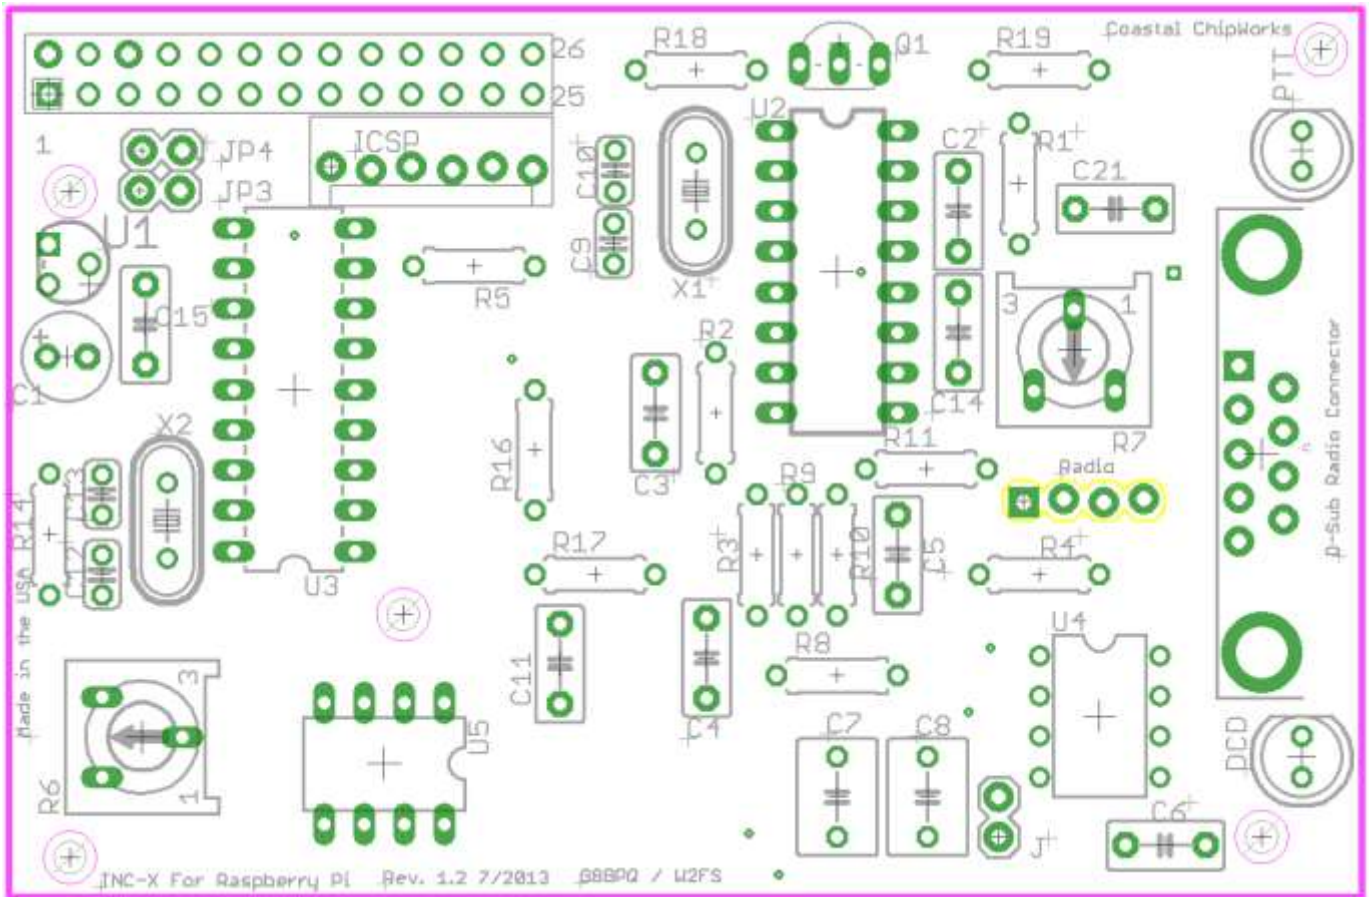 Coastal ChipWorks
26
R18
Q1
R19
PTT
25
U2
1
JP4
ICSP
C10
C2
R1
C21
JP3
U1
C9
X1
R5
C15
R2
3
1
C1
C14
R7
D-Sub Radio Connector
X2
R16
C3
R11
Radio
R9
R14
C13
C12
R3
R10
C5
R17
R4
U3
U4
Made in the USA
C11
R8
3
1
R6
U5
C4
C7
C8
DCD
C6
J
TNC-X For Raspberry Pi Rev. 1.2 7/2013 G8BPQ / W2FS